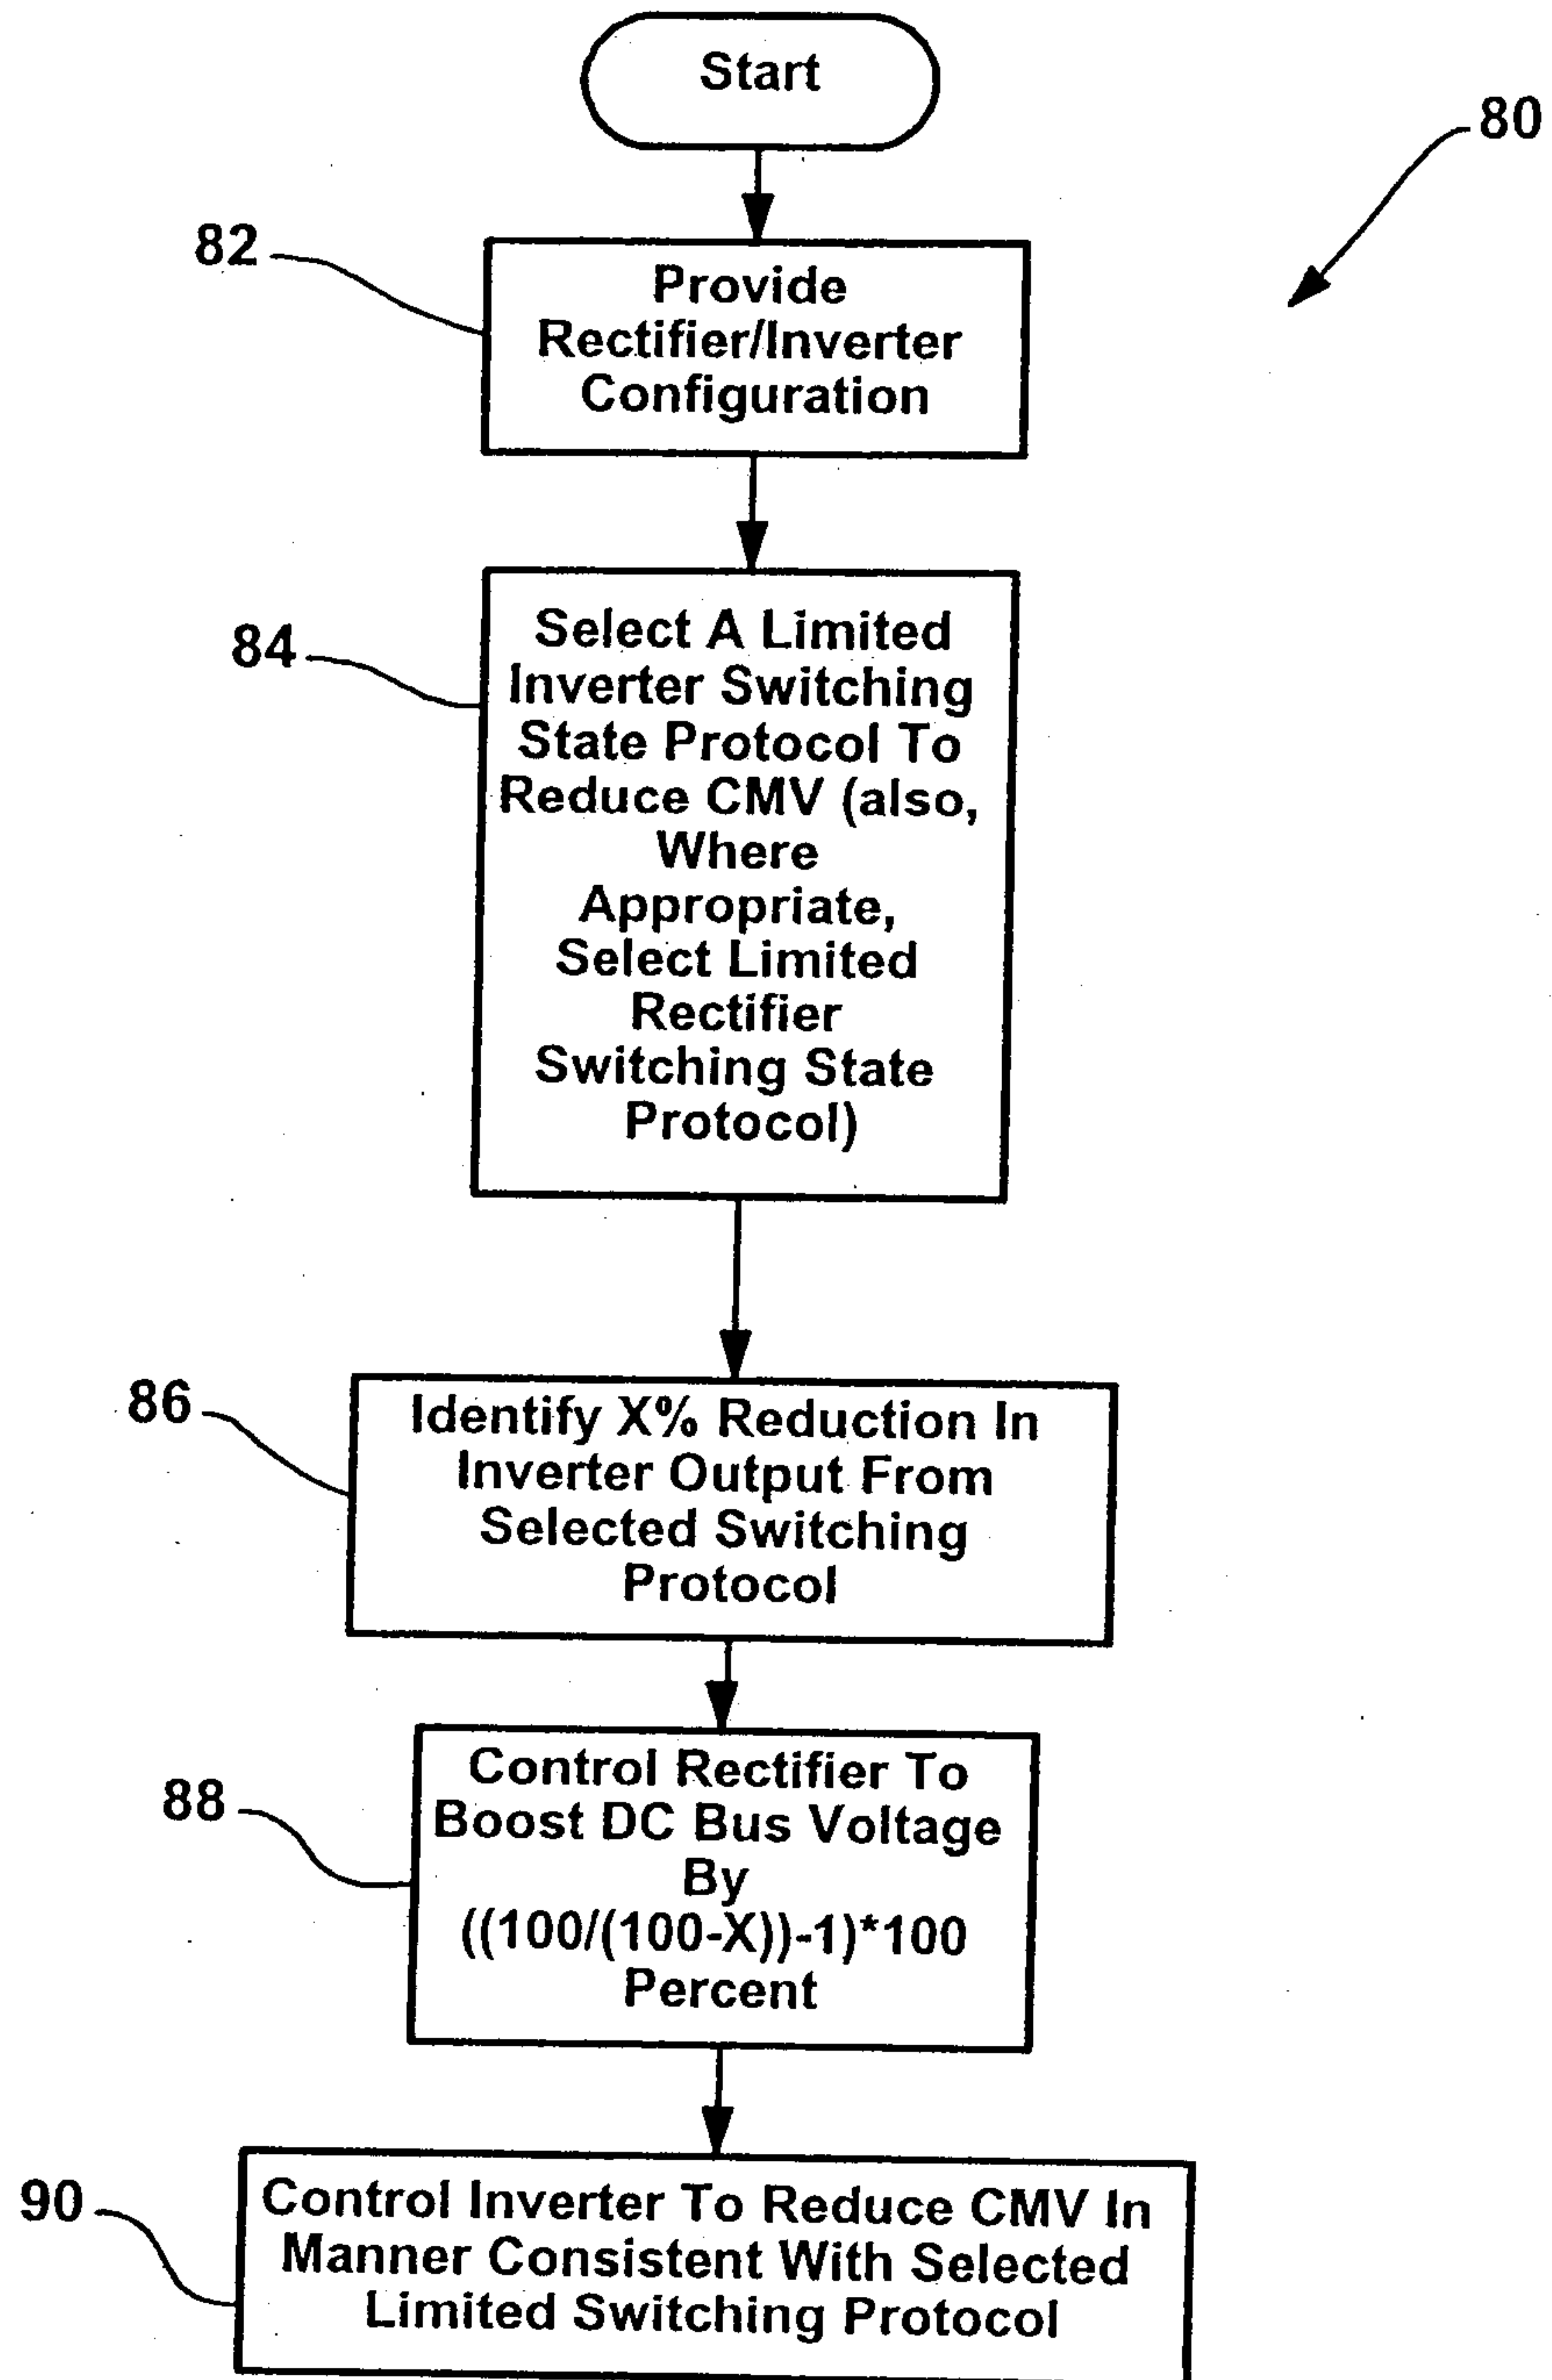 Start
80
82
Provide
Rectifier/Inverter
Configuration
84
Select A Limited
Inverter Switching
State Protocol To
Reduce CMV (also,
Where
Appropriate,
Select Limited
Rectifier
Switching State
Protocol)
86
Identify X% Reduction In
Inverter Output From
Selected Switching
Protocol
88
Control Rectifier To
Boost DC Bus Voltage
By
((100/(100-X))-1)*100
Percent
90
Control Inverter To Reduce CMV In
Manner Consistent With Selected
Limited Switching Protocol